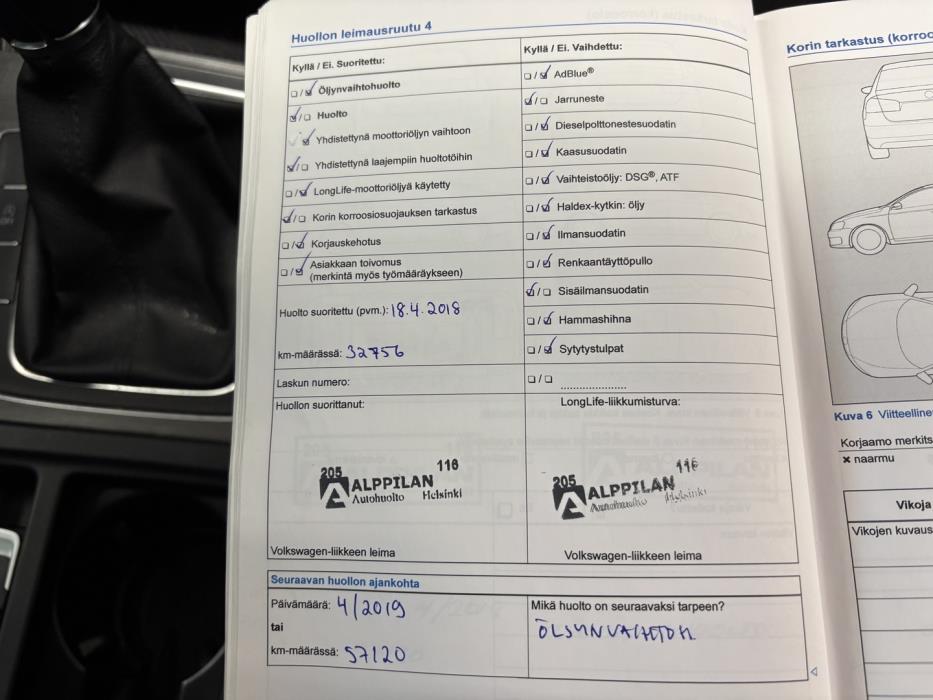 Huollon leimausruutu 4
Kyllä / Ei. Suoritettu:
☐/☑ Öljynvaihtohuolto
☑/☐ Huolto
☑ Yhdistettynä moottoriöljyn vaihtoon
☑/☐ Yhdistettynä laajempiin huoltotöihin
☐/☑ LongLife-moottoriöljyä käytetty
☑/☐ Korin korroosiosuojauksen tarkastus
☐/☑ Korjauskehotus
☐/☑ Asiakkaan toivomus
(merkintä myös työmääräykseen)
Huolto suoritettu (pvm.): 18.4.2018
km-määrässä: 32756
Laskun numero:
Huollon suorittanut:
205 116
ALPPILAN
Autohuolto Helsinki
Volkswagen-liikkeen leima
Kyllä / Ei. Vaihdettu:
☐/☑ AdBlue®
☑/☐ Jarruneste
☐/☑ Dieselpolttonestesuodatin
☐/☑ Kaasusuodatin
☐/☑ Vaihteistoöljy: DSG®, ATF
☐/☑ Haldex-kytkin: öljy
☐/☑ Ilmansuodatin
☐/☑ Renkaantäyttöpullo
☑/☐ Sisäilmansuodatin
☐/☑ Hammashihna
☐/☑ Sytytystulpat
☐/☐ ....................
LongLife-liikkumisturva:
205 116
ALPPILAN
Autohuolto Helsinki
Volkswagen-liikkeen leima
Seuraavan huollon ajankohta
Päivämäärä: 4/2019
tai
km-määrässä: 57120
Mikä huolto on seuraavaksi tarpeen?
Korin tarkastus (korroo
Kuva 6 Viitteelline
Korjaamo merkits
× naarmu
Vikoja
Vikojen kuvaus